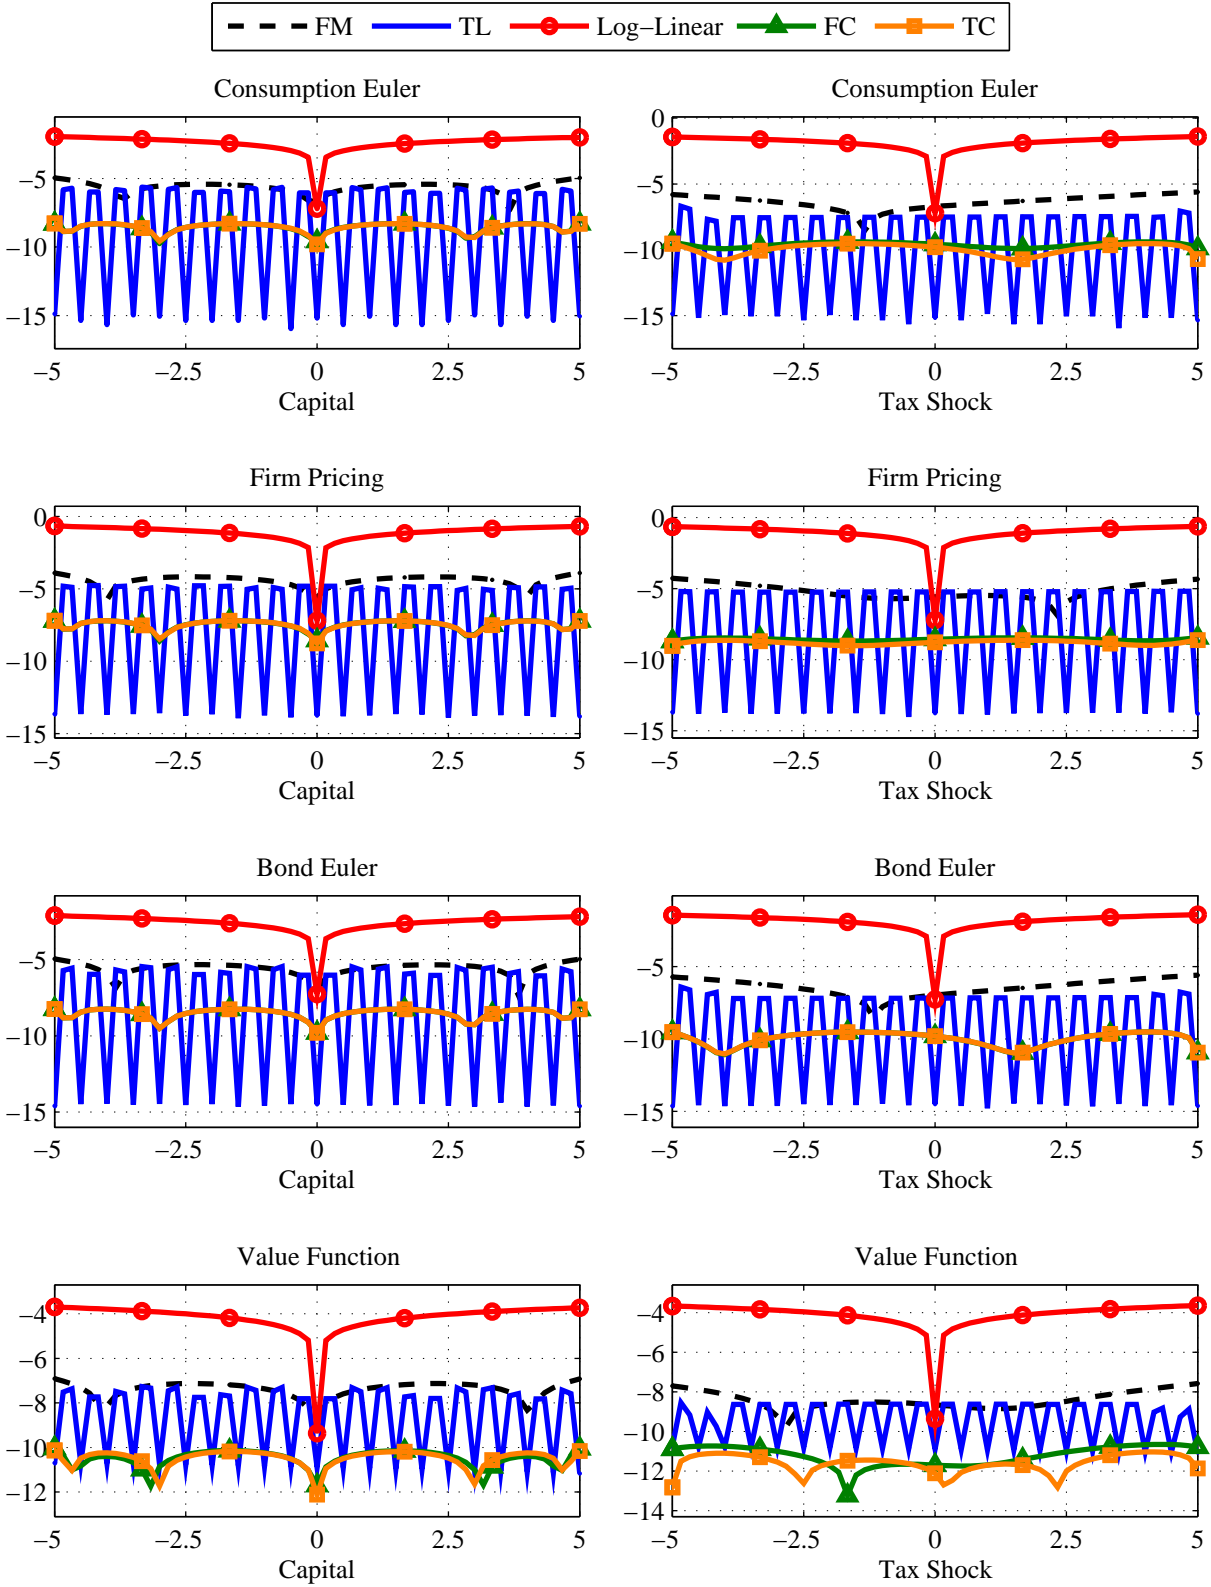 FM TL Log−Linear FC TC
Consumption Euler Consumption Euler
−5
−10
−15
−5 −2.5 0 2.5 5
Capital
0
−5
−10
−15
−5 −2.5 0 2.5 5
Tax Shock
Firm Pricing Firm Pricing
0
−5
−10
−15
−5 −2.5 0 2.5 5
Capital
0
−5
−10
−15
−5 −2.5 0 2.5 5
Tax Shock
Bond Euler Bond Euler
−5
−10
−15
−5 −2.5 0 2.5 5
Capital
−5
−10
−15
−5 −2.5 0 2.5 5
Tax Shock
Value Function Value Function
−4
−6
−8
−10
−12
−5 −2.5 0 2.5 5
Capital
−4
−6
−8
−10
−12
−14
−5 −2.5 0 2.5 5
Tax Shock